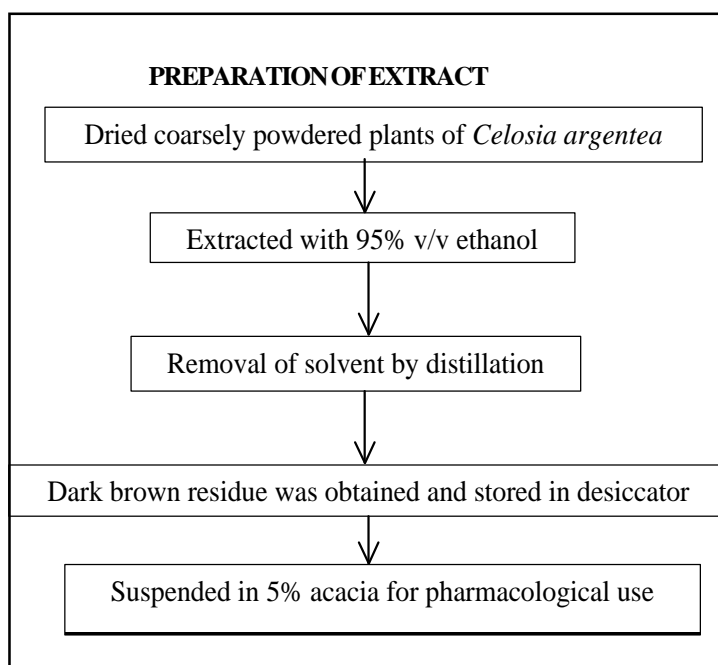 PREPARATION OF EXTRACT
Dried coarsely powdered plants of Celosia argentea
Extracted with 95% v/v ethanol
Removal of solvent by distillation
Dark brown residue was obtained and stored in desiccator
Suspended in 5% acacia for pharmacological use